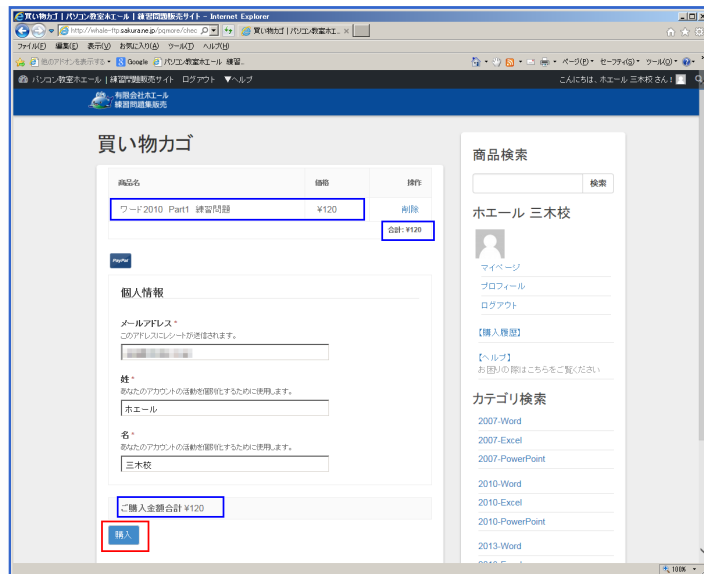 買い物カゴ | パソコン教室ホエール | 練習問題販売サイト - Internet Explorer
http://whale-ttp.sakura.ne.jp/pgmore/chec
買い物カゴ | パソコン教室ホエ...
ファイル(F) 編集(E) 表示(V) お気に入り(A) ツール(T) ヘルプ(H)
他のアドオンを表示する Google パソコン教室ホエール 練習...
ページ(P) セーフティ(S) ツール(O)
パソコン教室ホエール | 練習問題販売サイト ログアウト ▼ヘルプ
こんにちは、ホエール 三木校 さん!
有限会社ホエール
練習問題集販売
買い物カゴ
商品名 価格 操作
ワード2010 Part1 練習問題 ¥120 削除
合計: ¥120
PayPal
個人情報
メールアドレス *
このアドレスにレシートが送信されます。
姓 *
あなたのアカウントの活動を個別化するために使用します。
ホエール
名 *
あなたのアカウントの活動を個別化するために使用します。
三木校
ご購入金額合計 ¥120
購入
商品検索
検索
ホエール 三木校
マイページ
プロフィール
ログアウト
【購入履歴】
【ヘルプ】
お困りの際はこちらをご覧ください
カテゴリ検索
2007-Word
2007-Excel
2007-PowerPoint
2010-Word
2010-Excel
2010-PowerPoint
2013-Word
100%